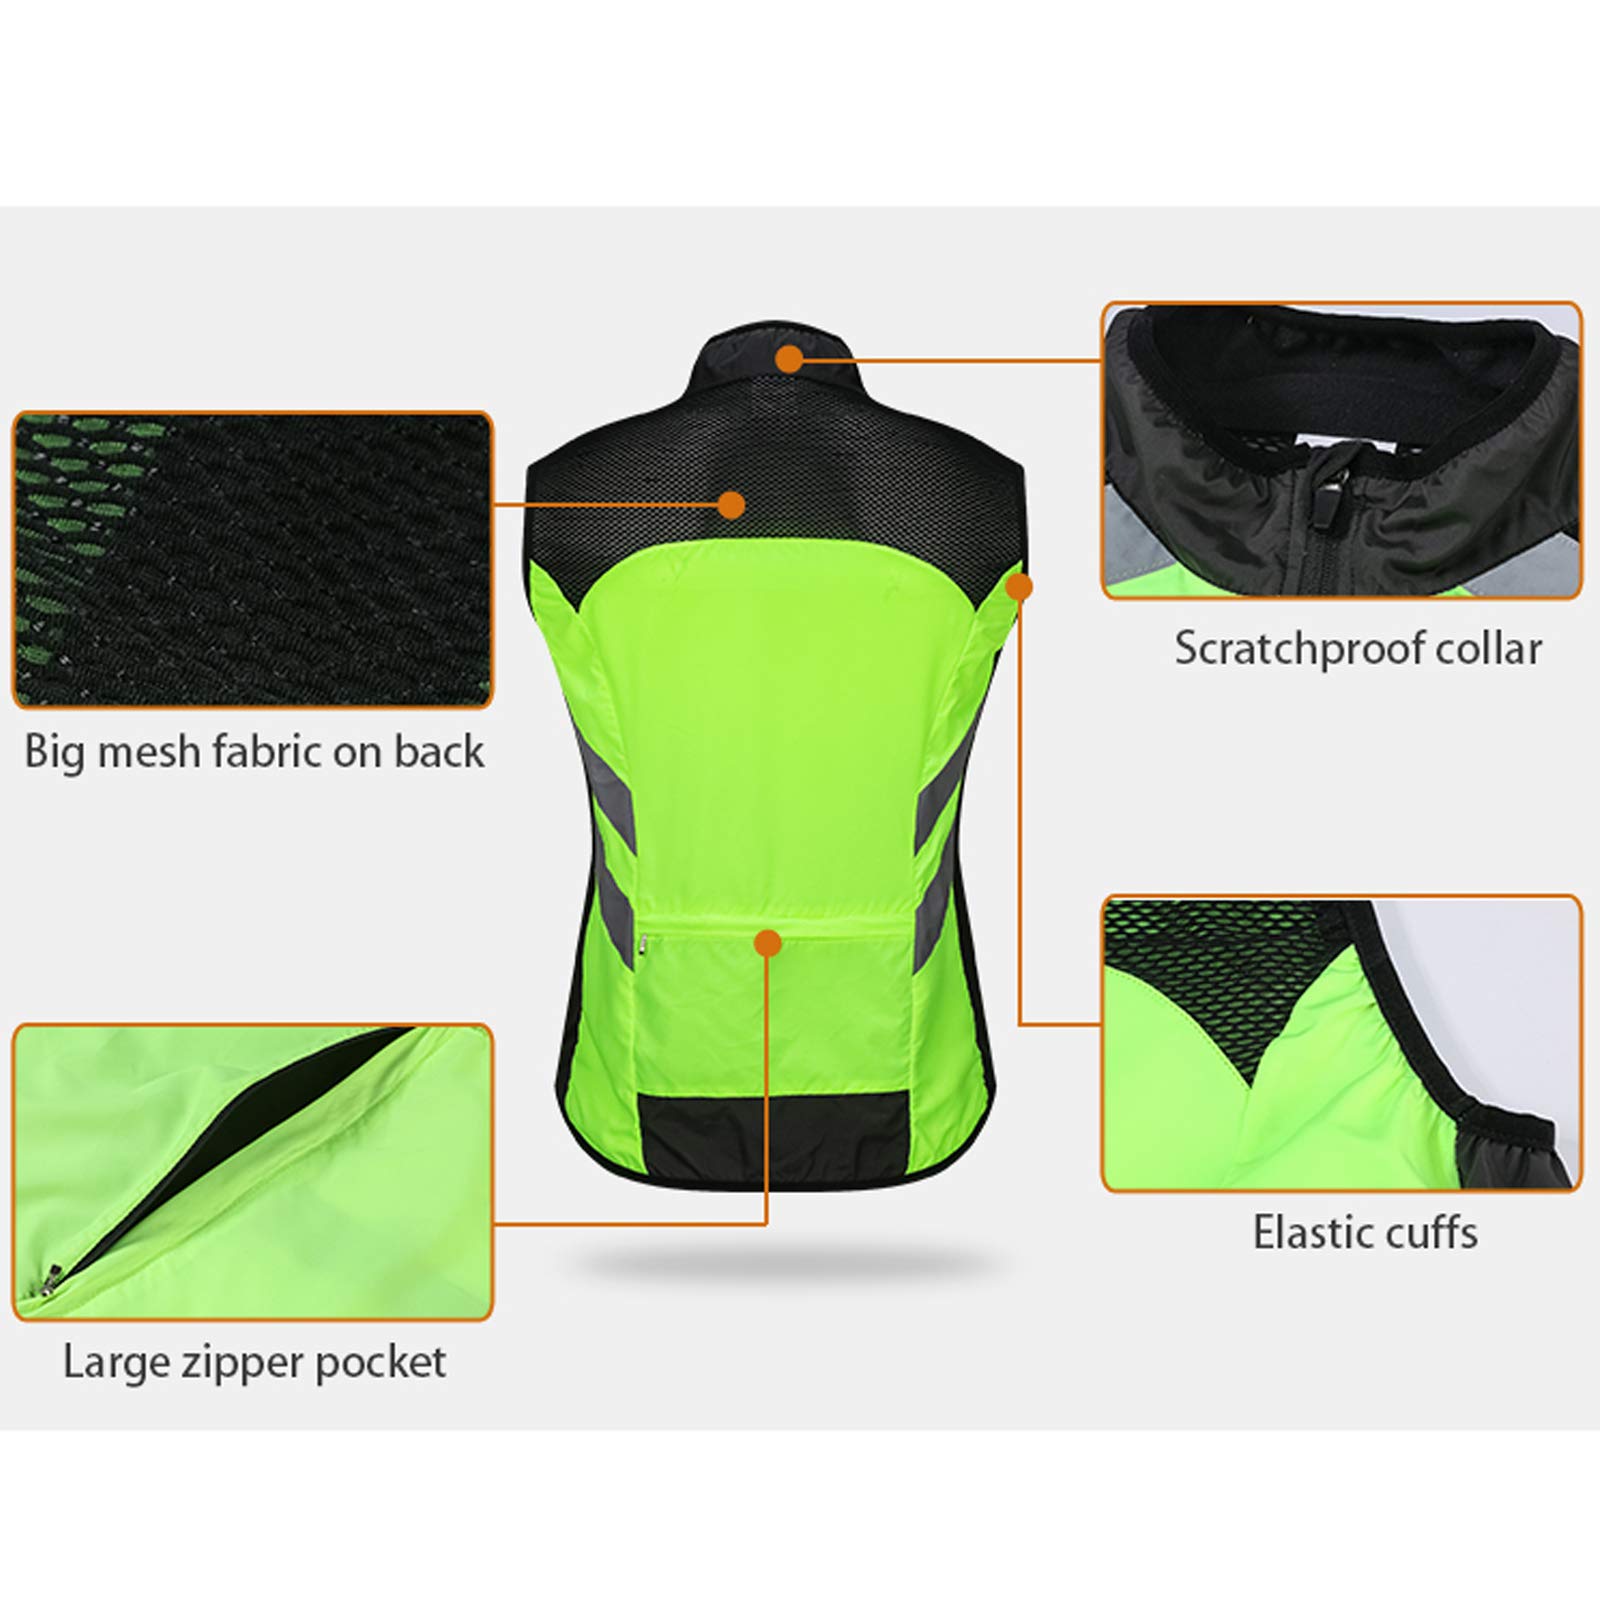 Scratchproof collar
Big mesh fabric on back
Elastic cuffs
Large zipper pocket